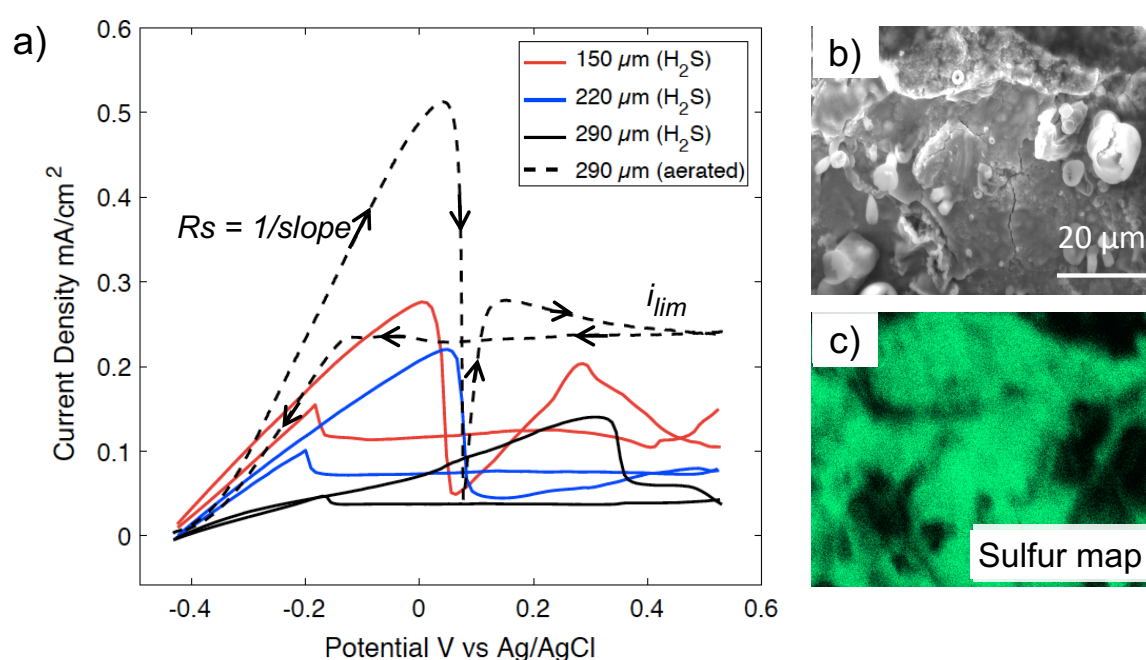 a)
150 µm (H2S)
220 µm (H2S)
290 µm (H2S)
290 µm (aerated)
Rs = 1/slope
ilim
Current Density mA/cm2
0.6
0.5
0.4
0.3
0.2
0.1
0
-0.4
-0.2
0
0.2
0.4
0.6
Potential V vs Ag/AgCl
b)
20 µm
c)
Sulfur map